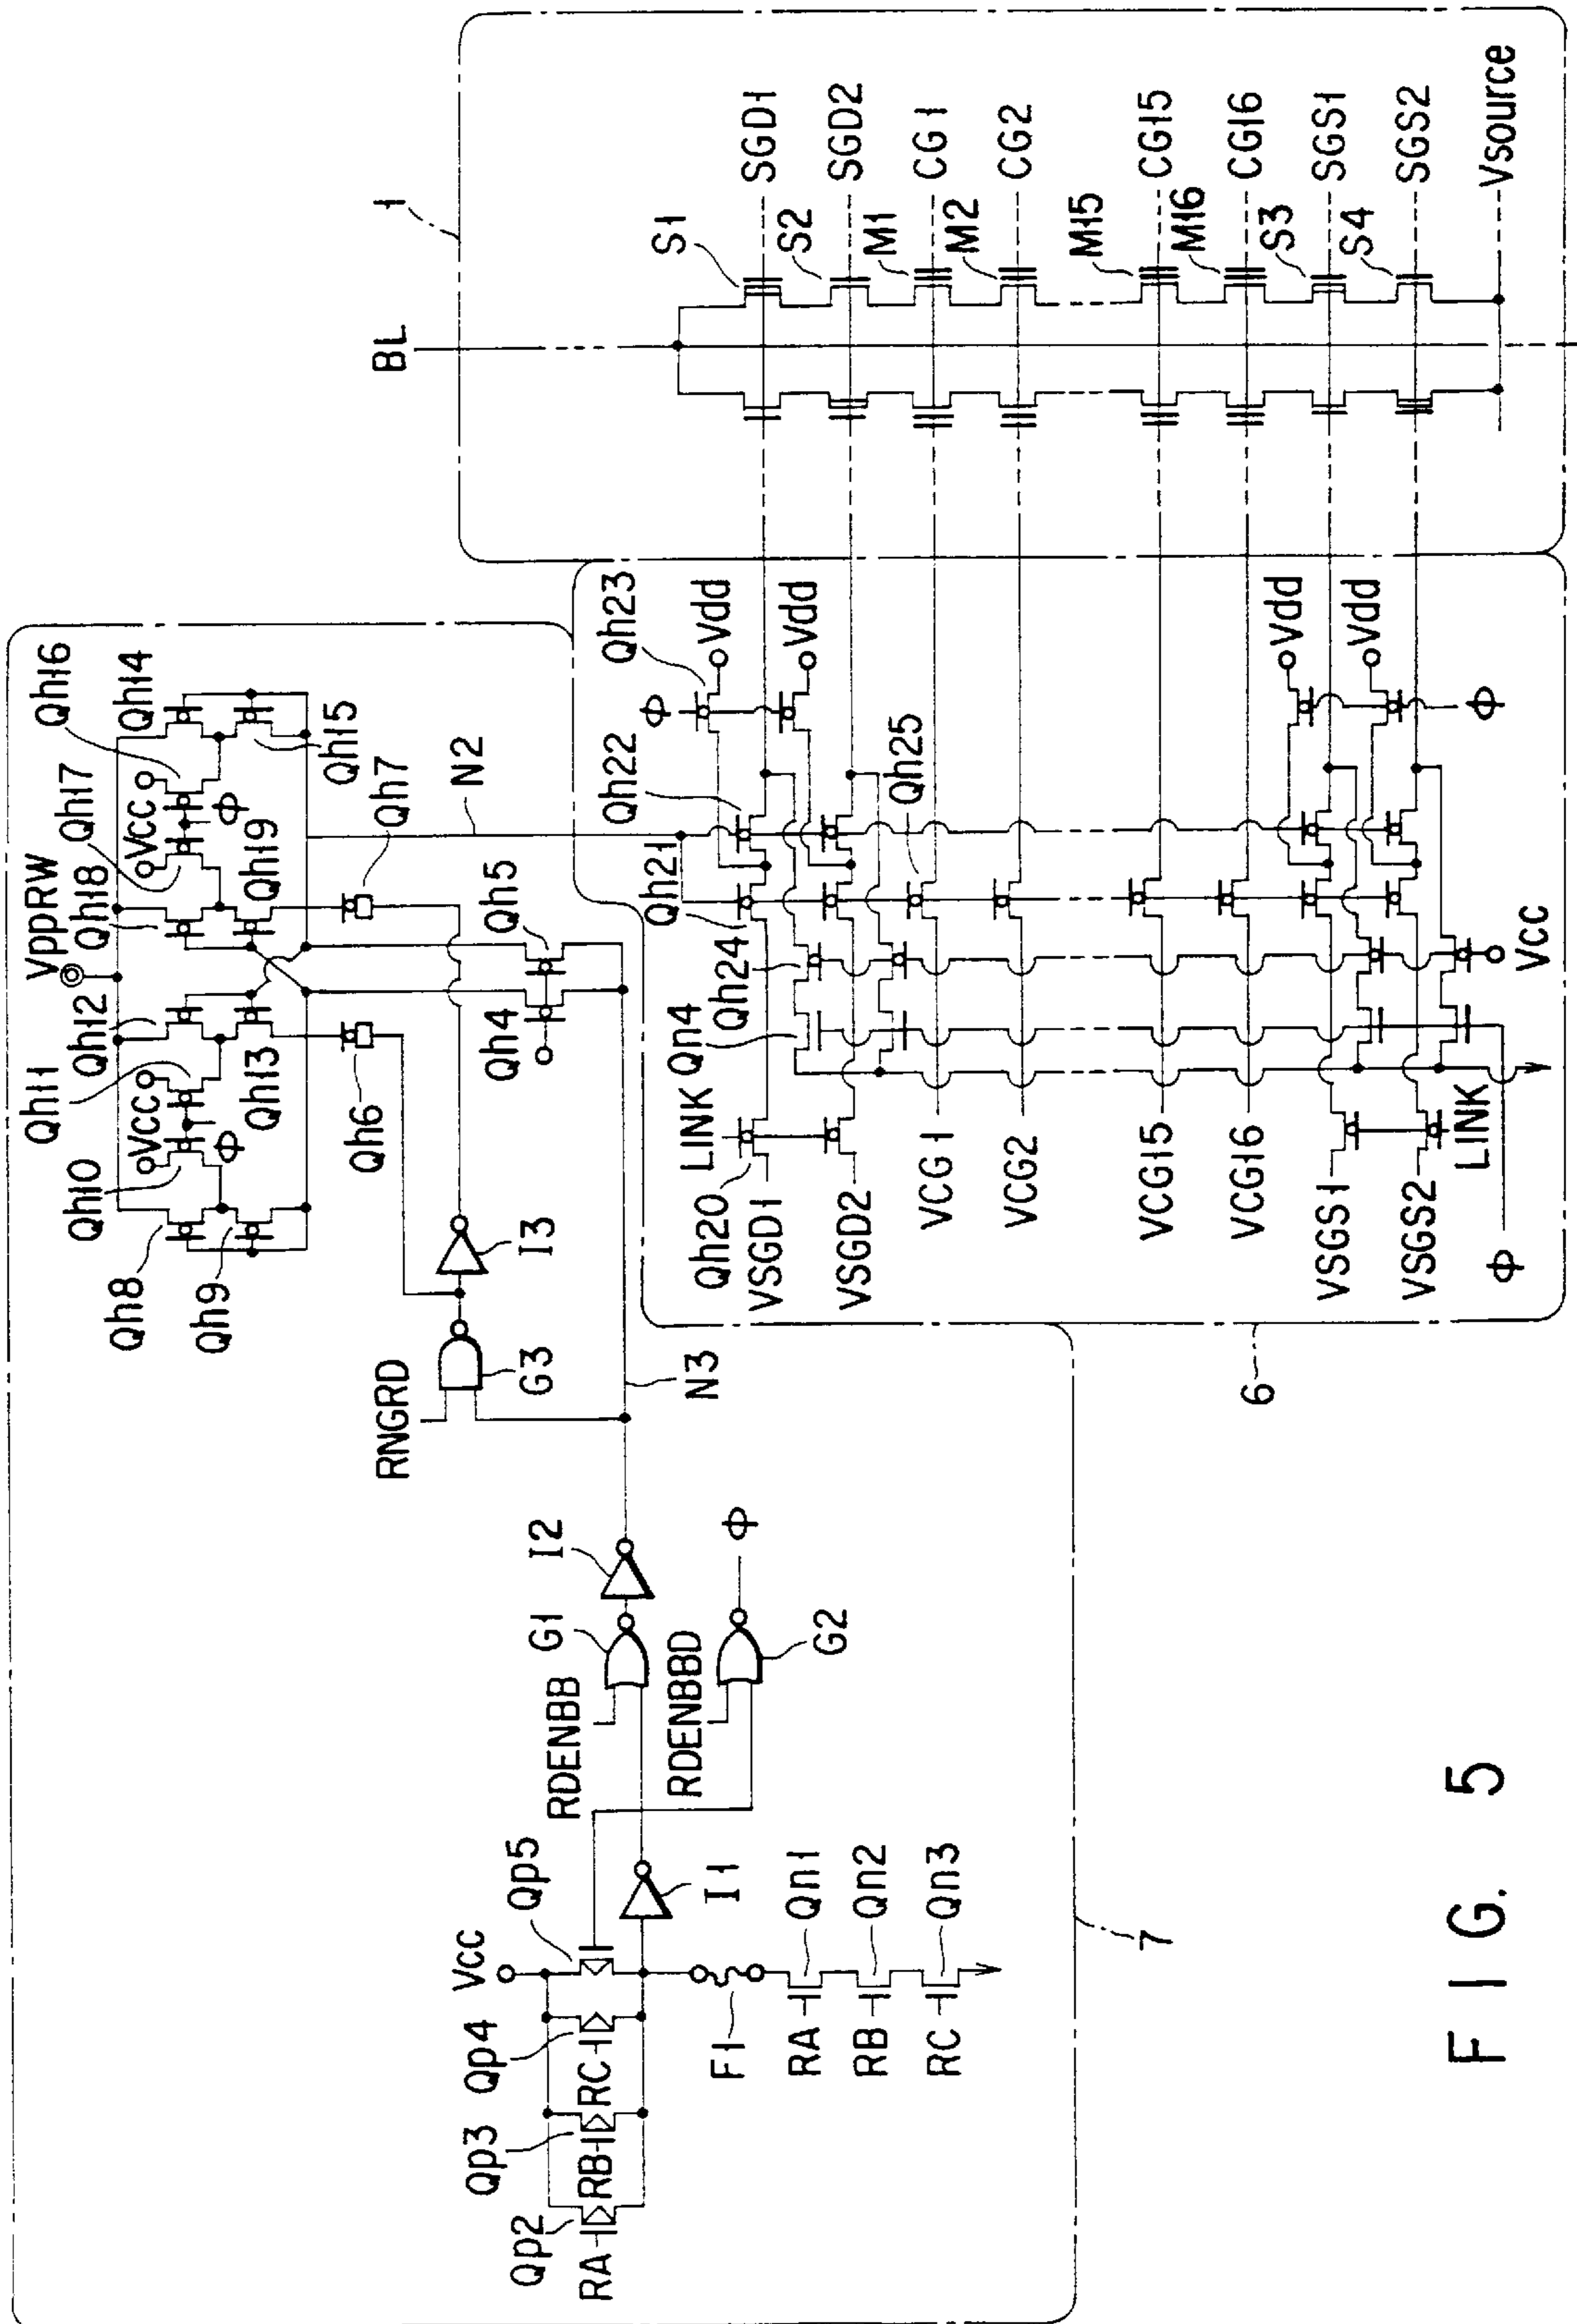 VppRW
Qh11
Qh12
Qh18
Qh17
Qh16
Qh14
Qh10
VCC
VCC
Φ
Φ
Qh8
Qh9
Qh13
Qh19
Qh15
Qh6
Qh7
Qh4
Qh5
N2
RNGRD
G3
I3
N3
BL
1
S1
SGD1
S2
SGD2
M1
CG1
M2
CG2
M15
CG15
M16
CG16
S3
SGS1
S4
SGS2
Vsource
Qh23
Φ
Vdd
Vdd
Qh22
Qh21
Qh25
Qh24
Qn4
LINK
Qh20
VSGD1
VSGD2
VCG1
VCG2
VCG15
VCG16
VSGS1
VSGS2
LINK
Φ
Vdd
Vdd
Φ
VCC
6
RDENBB
G1
I2
RDENBBD
G2
Φ
VCC
Qp5
Qp4
Qp3
Qp2
RA
RB
RC
I1
F1
RA
Qn1
RB
Qn2
RC
Qn3
7
FIG. 5